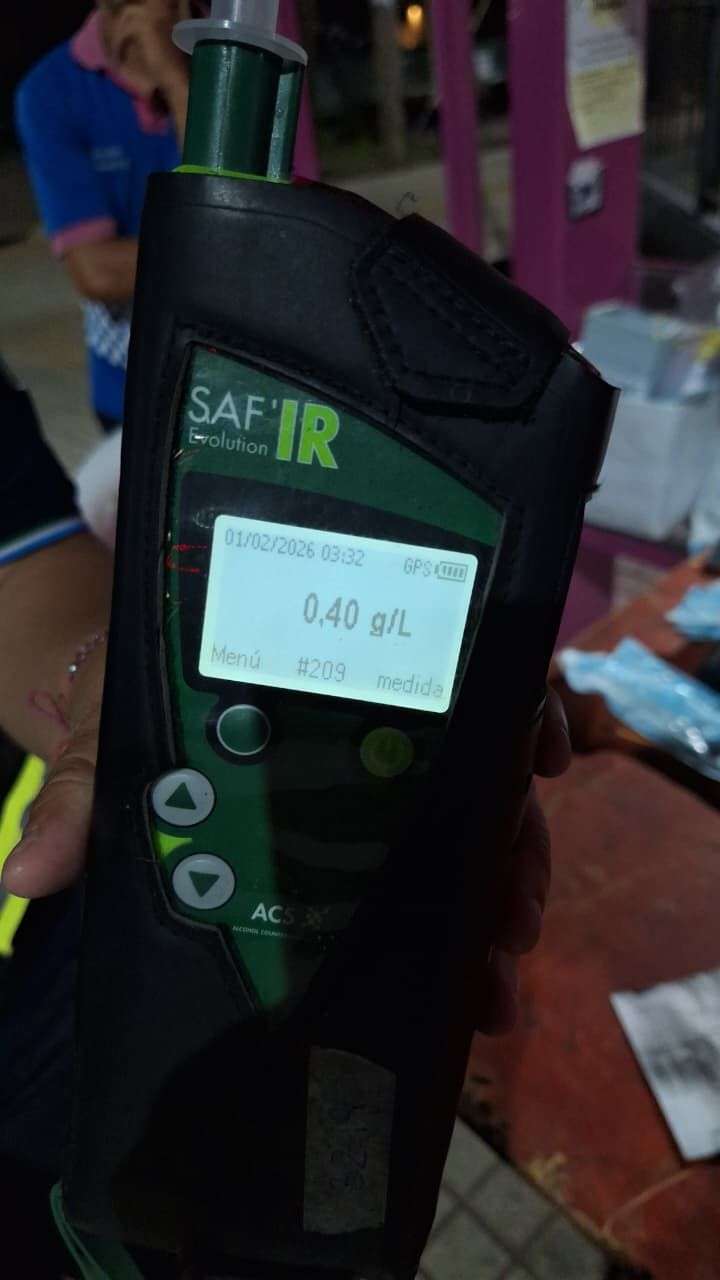 SAF'IR
Evolution
01/02/2026 03:32 GPS
0,40 g/L
Menú #209 medida
ACS